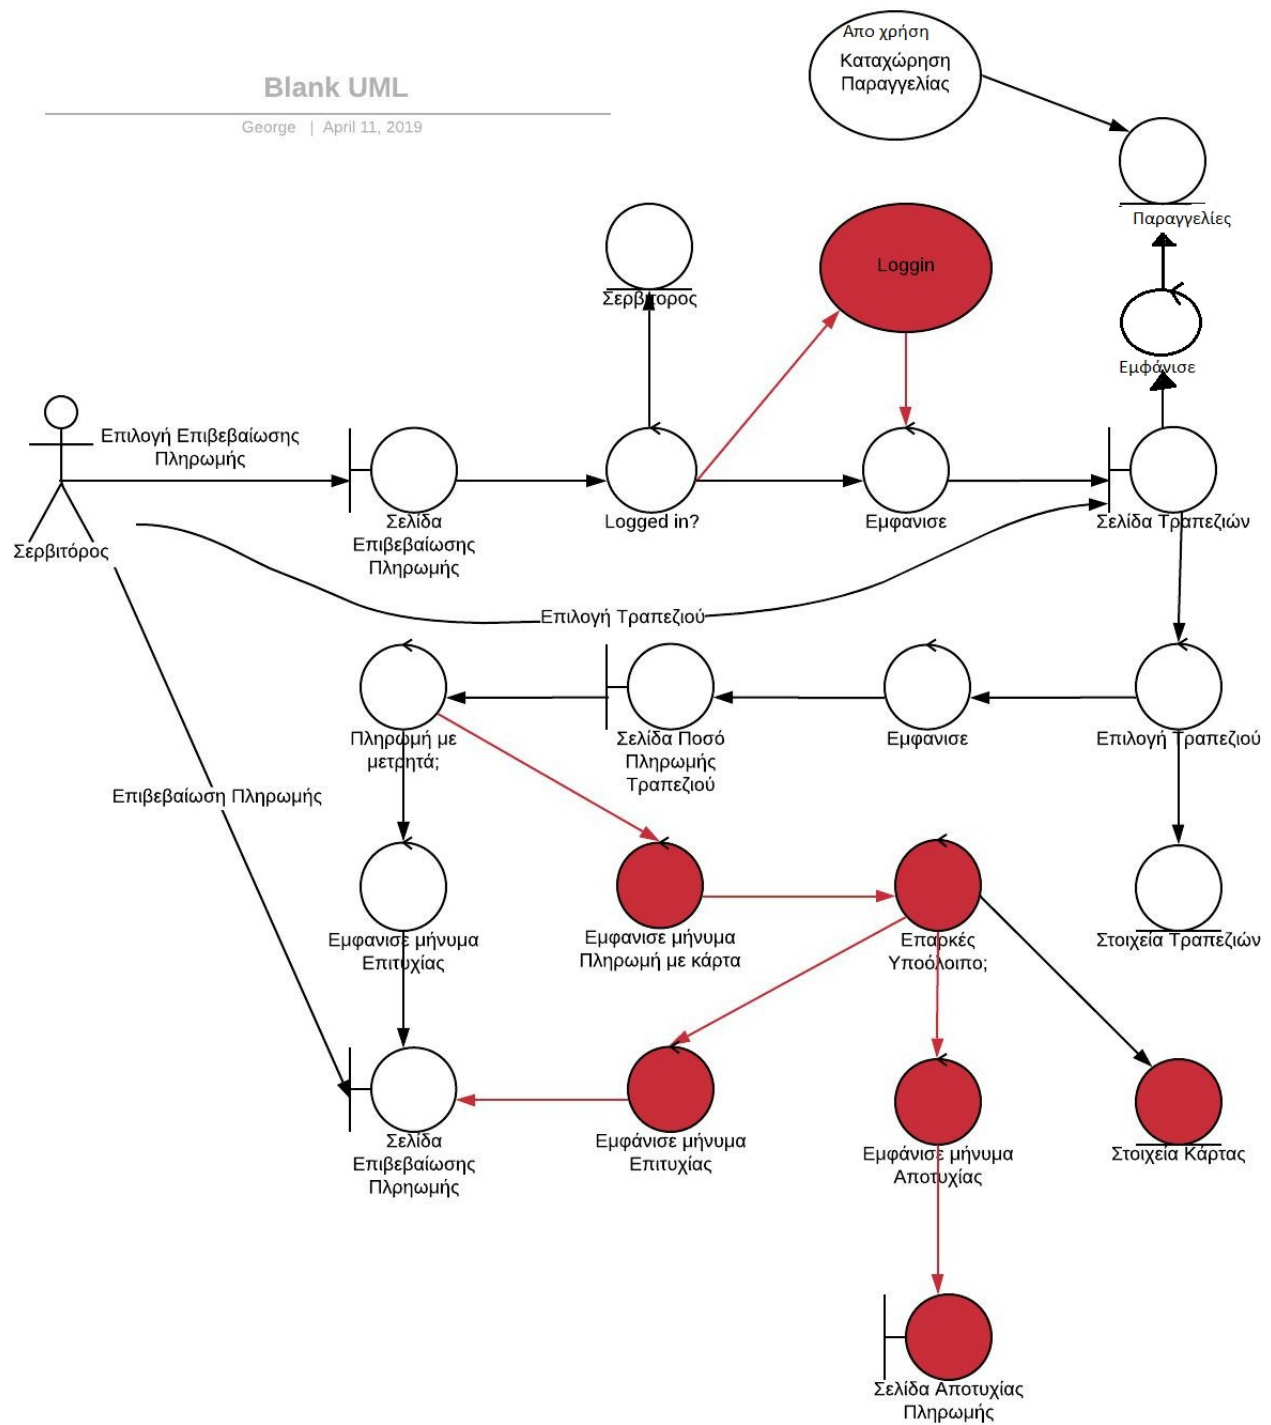 Απο χρήση
Καταχώρηση
Παραγγελίας
Blank UML
George | April 11, 2019
Παραγγελίες
Loggin
Σερβιτορος
Εμφάνισε
Επιλογή Επιβεβαίωσης
Πληρωμής
Σερβιτόρος
Σελίδα
Επιβεβαίωσης
Πληρωμής
Logged in?
Εμφανισε
Σελίδα Τραπεζιών
Επιλογή Τραπεζιού
Πληρωμή με
μετρητά;
Σελίδα Ποσό
Πληρωμής
Τραπεζιού
Εμφανισε
Επιλογή Τραπεζιού
Επιβεβαίωση Πληρωμής
Εμφανισε μήνυμα
Επιτυχίας
Εμφανισε μήνυμα
Πληρωμή με κάρτα
Επαρκές
Υποόλοιπο;
Στοιχεία Τραπεζιών
Σελίδα
Επιβεβαίωσης
Πλρηωμής
Εμφάνισε μήνυμα
Επιτυχίας
Εμφάνισε μήνυμα
Αποτυχίας
Στοιχεία Κάρτας
Σελίδα Αποτυχίας
Πληρωμής